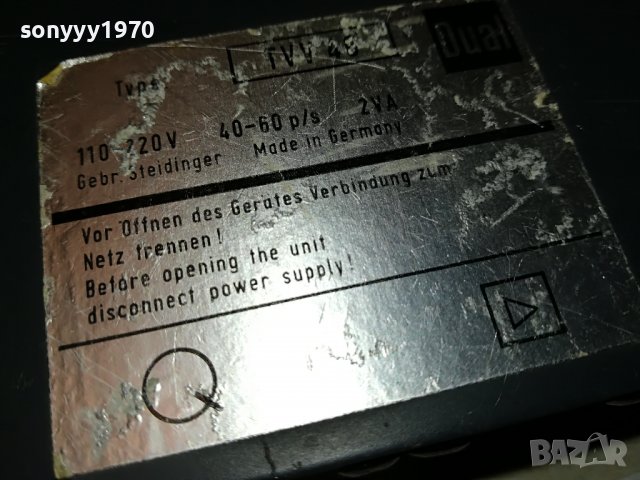 sonyyy1970
Type TVV Dual
110 220V 40-60 p/s 2VA
Gebr. Steidinger Made in Germany
Vor Öffnen des Gerätes Verbindung zum
Netz trennen!
Before opening the unit
disconnect power supply!
BAZAR